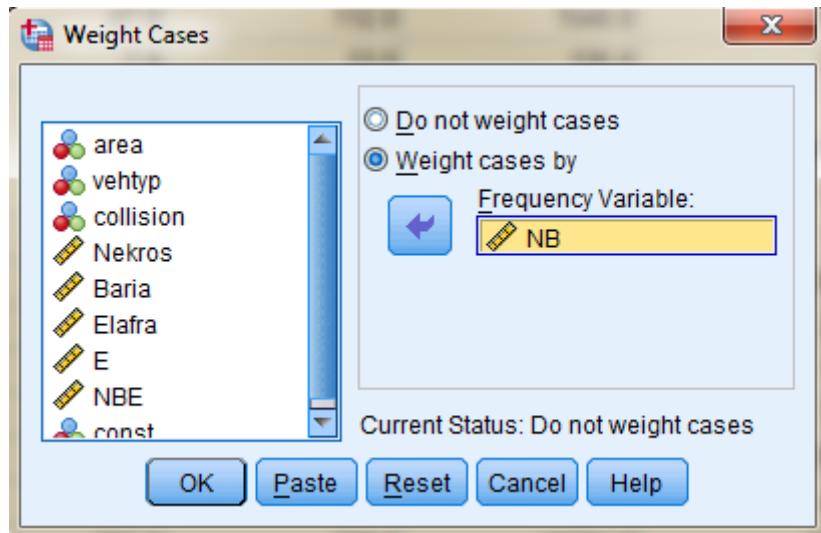 Weight Cases
area
vehtyp
collision
Nekros
Baria
Elafra
E
NBE
const
Do not weight cases
Weight cases by
Frequency Variable:
NB
Current Status: Do not weight cases
OK
Paste
Reset
Cancel
Help